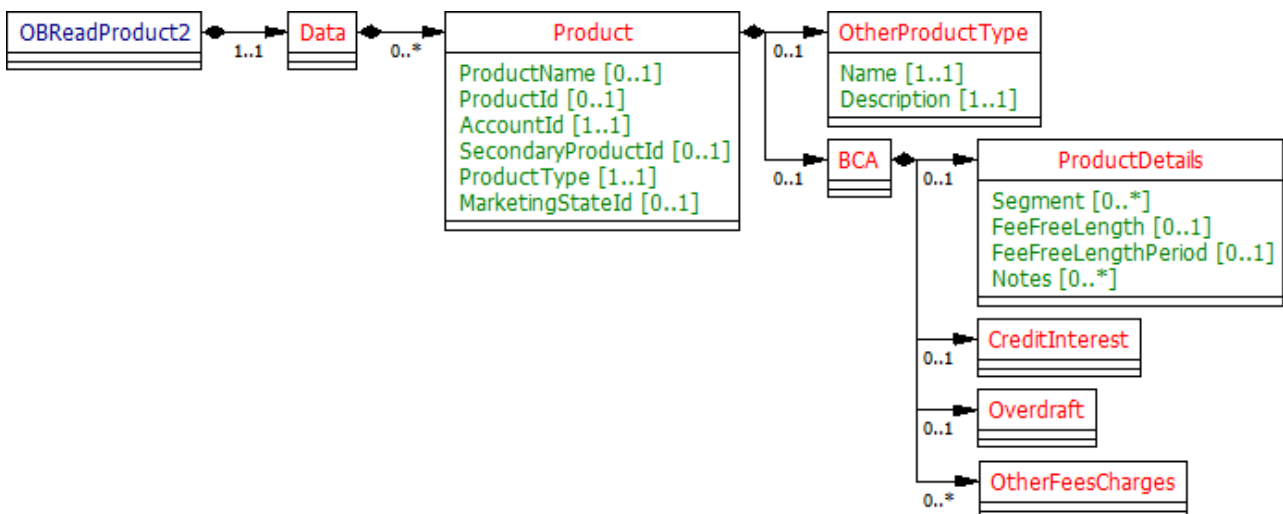 OBReadProduct2
1..1
Data
0..*
Product
ProductName [0..1]
ProductId [0..1]
AccountId [1..1]
SecondaryProductId [0..1]
ProductType [1..1]
MarketingStateId [0..1]
0..1
OtherProductType
Name [1..1]
Description [1..1]
0..1
BCA
0..1
ProductDetails
Segment [0..*]
FeeFreeLength [0..1]
FeeFreeLengthPeriod [0..1]
Notes [0..*]
0..1
CreditInterest
0..1
Overdraft
0..*
OtherFeesCharges